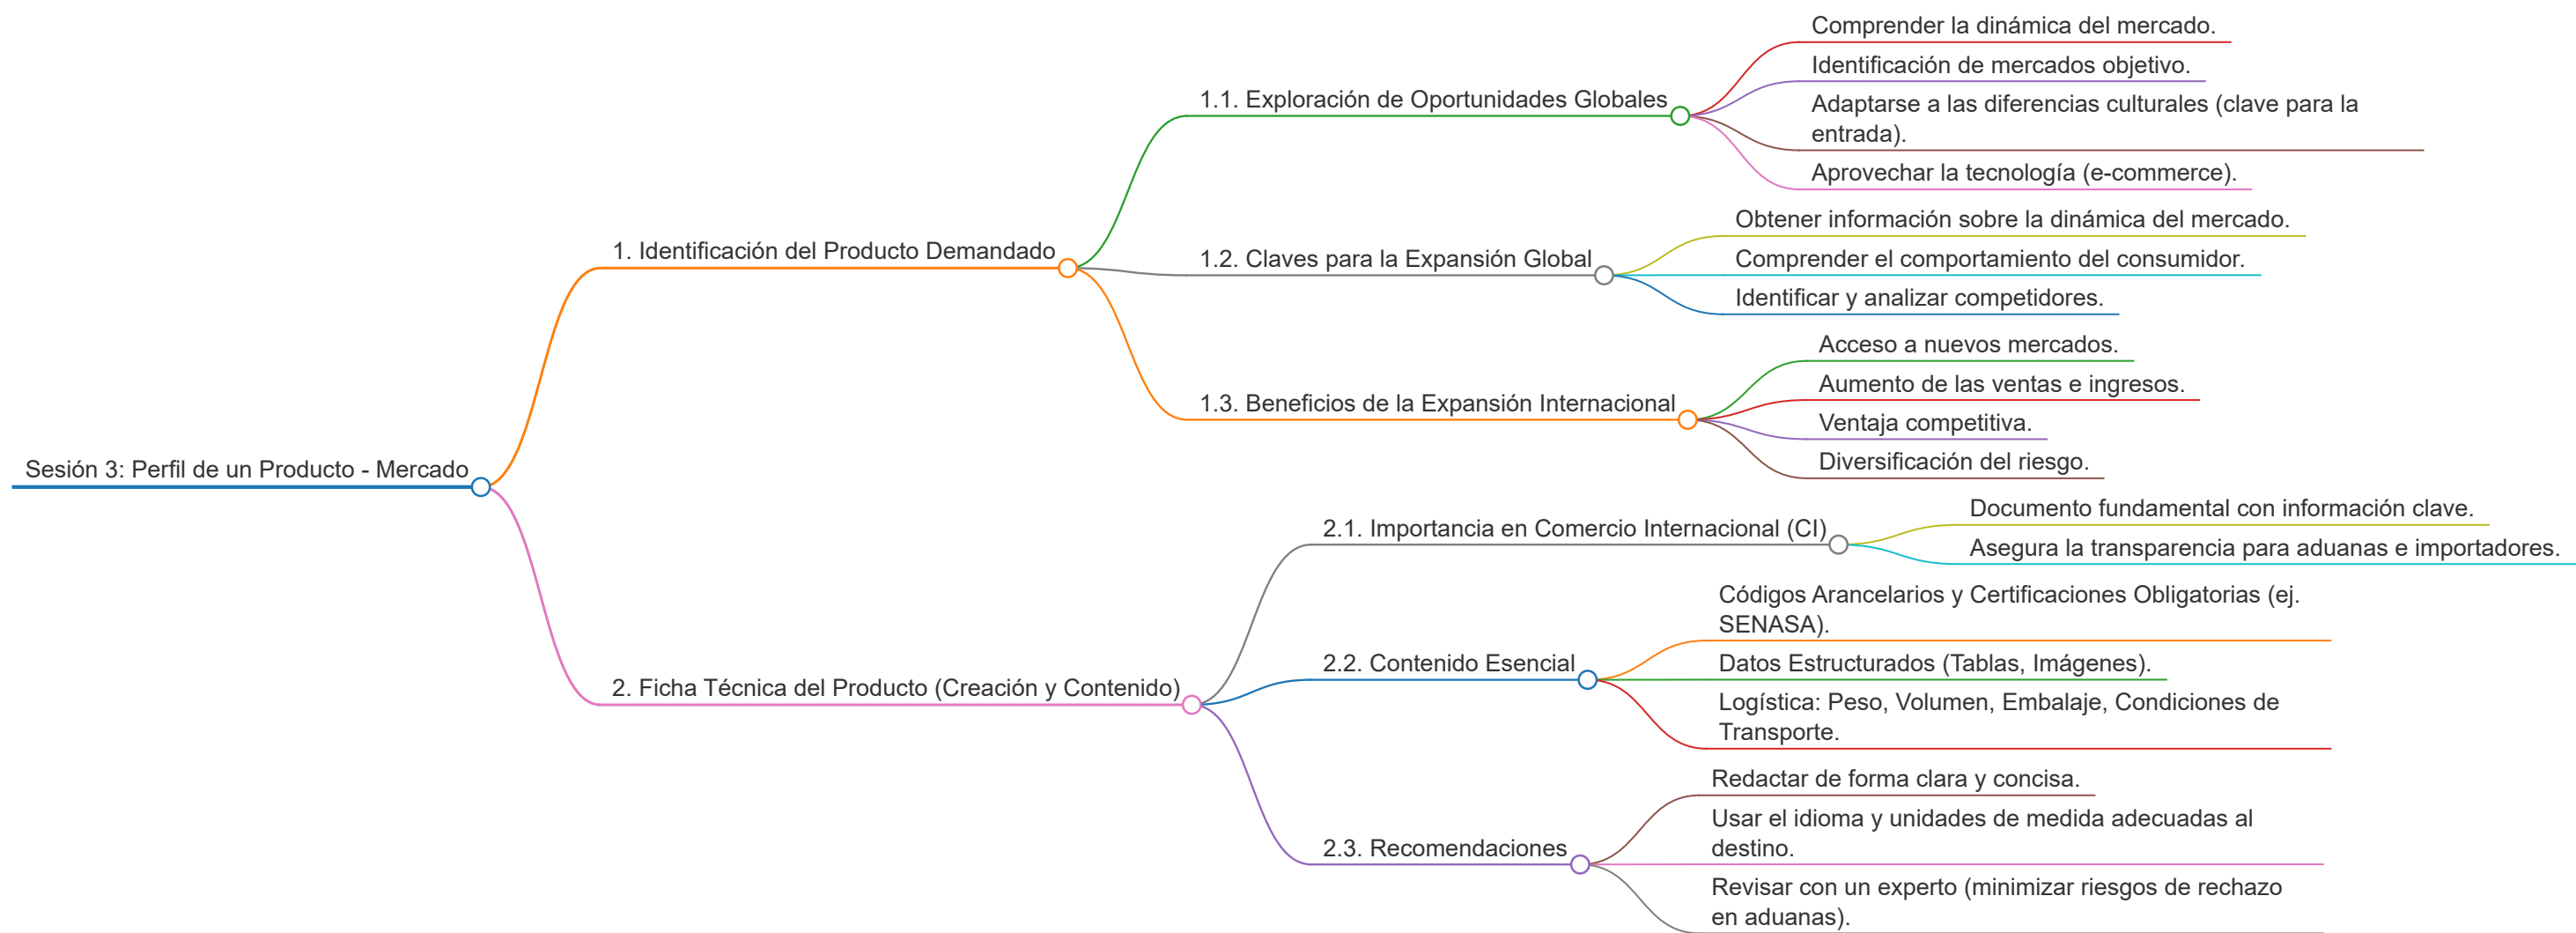 Sesión 3: Perfil de un Producto - Mercado
1. Identificación del Producto Demandado
1.1. Exploración de Oportunidades Globales
Comprender la dinámica del mercado.
Identificación de mercados objetivo.
Adaptarse a las diferencias culturales (clave para la
entrada).
Aprovechar la tecnología (e-commerce).
1.2. Claves para la Expansión Global
Obtener información sobre la dinámica del mercado.
Comprender el comportamiento del consumidor.
Identificar y analizar competidores.
1.3. Beneficios de la Expansión Internacional
Acceso a nuevos mercados.
Aumento de las ventas e ingresos.
Ventaja competitiva.
Diversificación del riesgo.
2. Ficha Técnica del Producto (Creación y Contenido)
2.1. Importancia en Comercio Internacional (CI)
Documento fundamental con información clave.
Asegura la transparencia para aduanas e importadores.
2.2. Contenido Esencial
Códigos Arancelarios y Certificaciones Obligatorias (ej.
SENASA).
Datos Estructurados (Tablas, Imágenes).
Logística: Peso, Volumen, Embalaje, Condiciones de
Transporte.
2.3. Recomendaciones
Redactar de forma clara y concisa.
Usar el idioma y unidades de medida adecuadas al
destino.
Revisar con un experto (minimizar riesgos de rechazo
en aduanas).